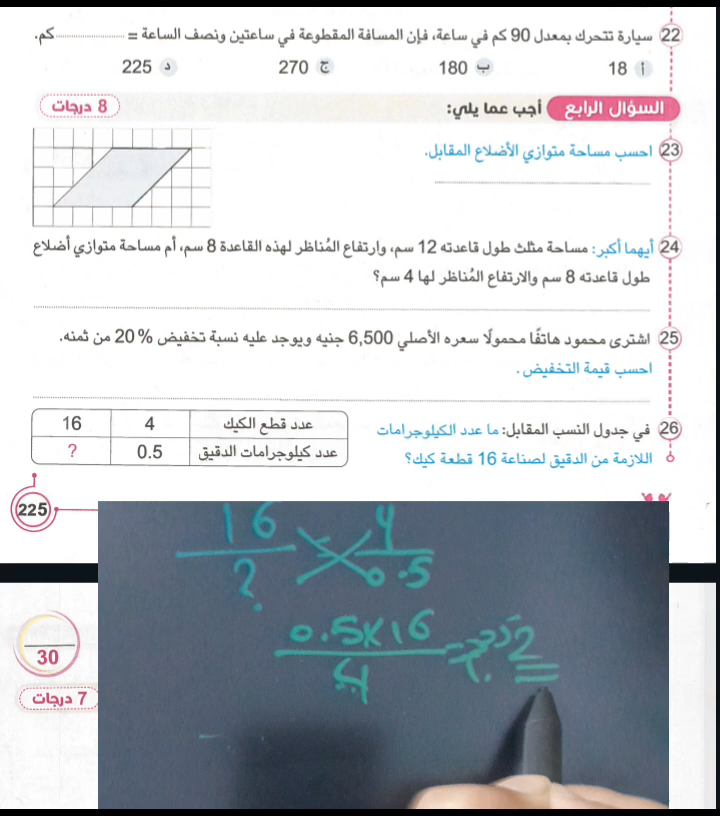 22 سيارة تتحرك بمعدل 90 كم في ساعة، فإن المسافة المقطوعة في ساعتين ونصف الساعة = .................. كم.
أ 18 ب 180 ج 270 د 225
السؤال الرابع أجب عما يلي: 8 درجات
23 احسب مساحة متوازي الأضلاع المقابل.
24 أيهما أكبر: مساحة مثلث طول قاعدته 12 سم، وارتفاع المُناظر لهذه القاعدة 8 سم، أم مساحة متوازي أضلاع
طول قاعدته 8 سم والارتفاع المُناظر لها 4 سم؟
25 اشترى محمود هاتفًا محمولًا سعره الأصلي 6,500 جنيه ويوجد عليه نسبة تخفيض 20% من ثمنه.
احسب قيمة التخفيض.
26 في جدول النسب المقابل: ما عدد الكيلوجرامات
اللازمة من الدقيق لصناعة 16 قطعة كيك؟
عدد قطع الكيك 4 16
عدد كيلوجرامات الدقيق 0.5 ?
225
16 4
? 0.5
0.5×16
4
2
30
7 درجات